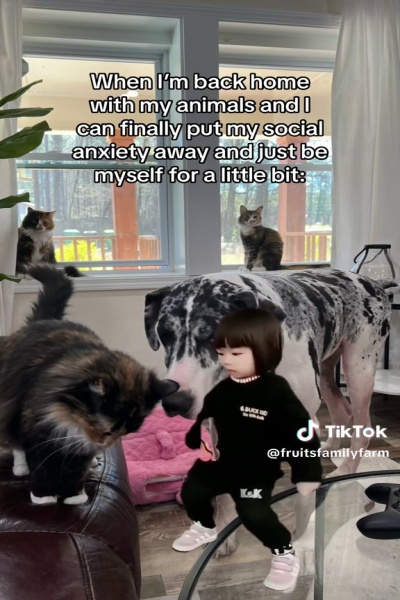 When I'm back home
with my animals and I
can finally put my social
anxiety away and just be
myself for a little bit:
TikTok
@fruitsfamilyfarm